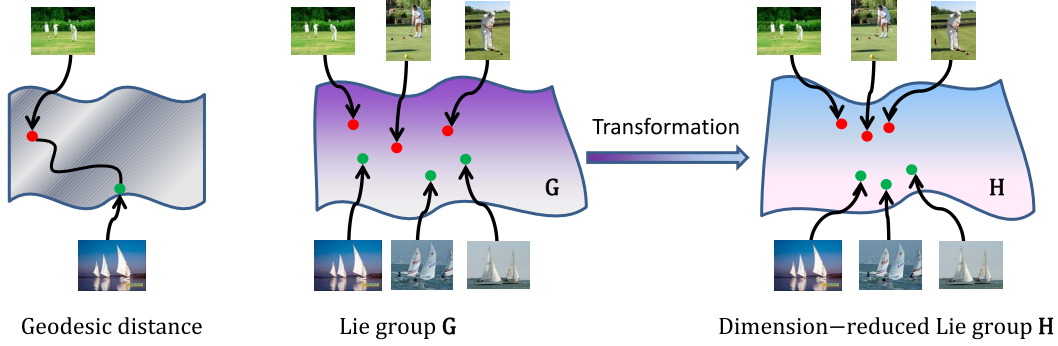 Transformation
G
H
Geodesic distance
Lie group G
Dimension−reduced Lie group H